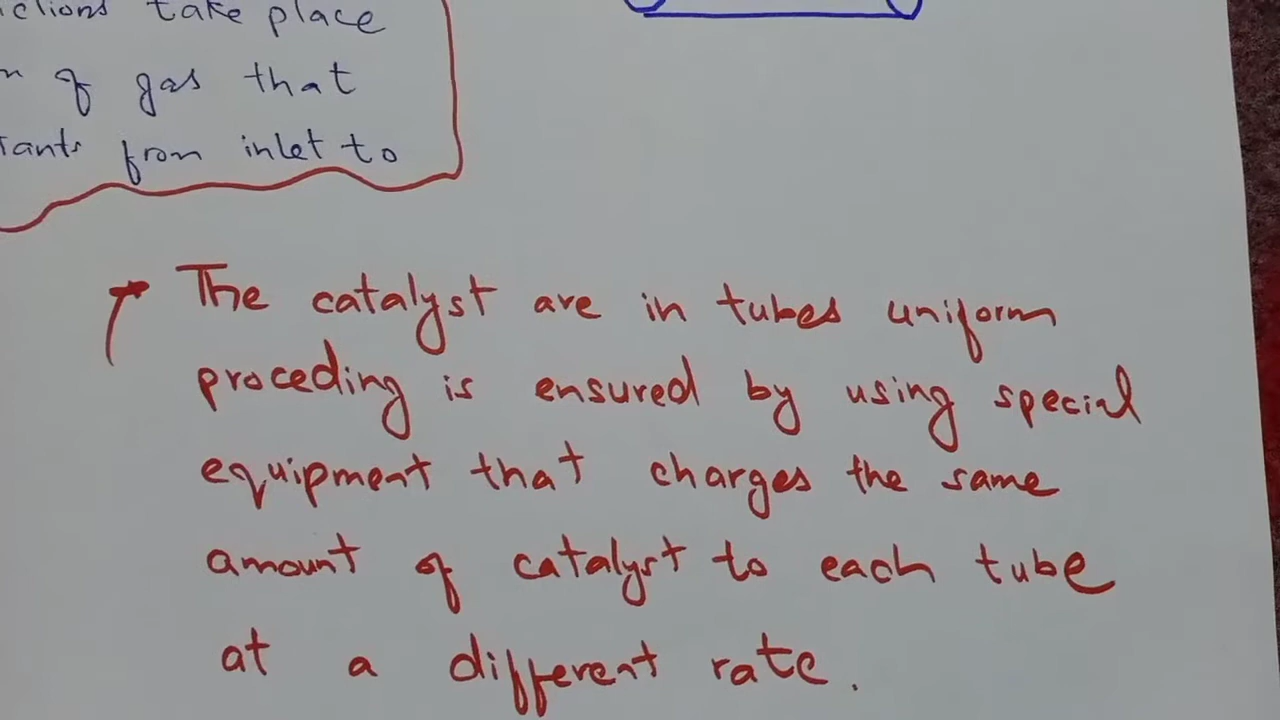 ctions take place
n of gas that
tants from inlet to
The catalyst are in tubes uniform
proceding is ensured by using special
equipment that charges the same
amount of catalyst to each tube
at a different rate.